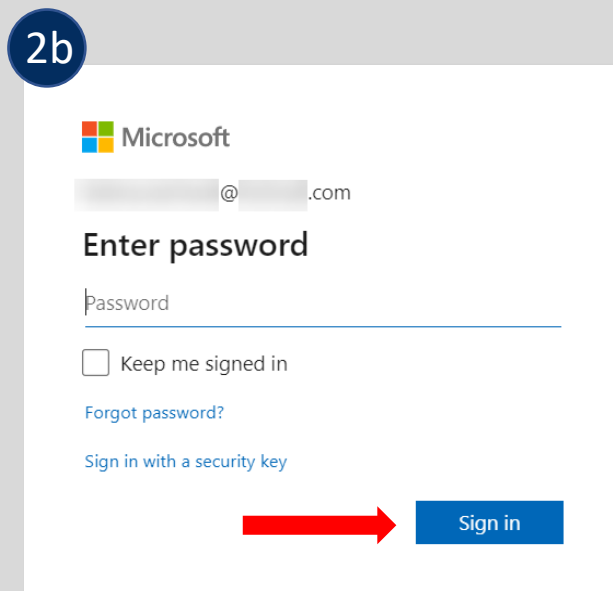 2b
Microsoft
@ .com
Enter password
Password
Keep me signed in
Forgot password?
Sign in with a security key
Sign in